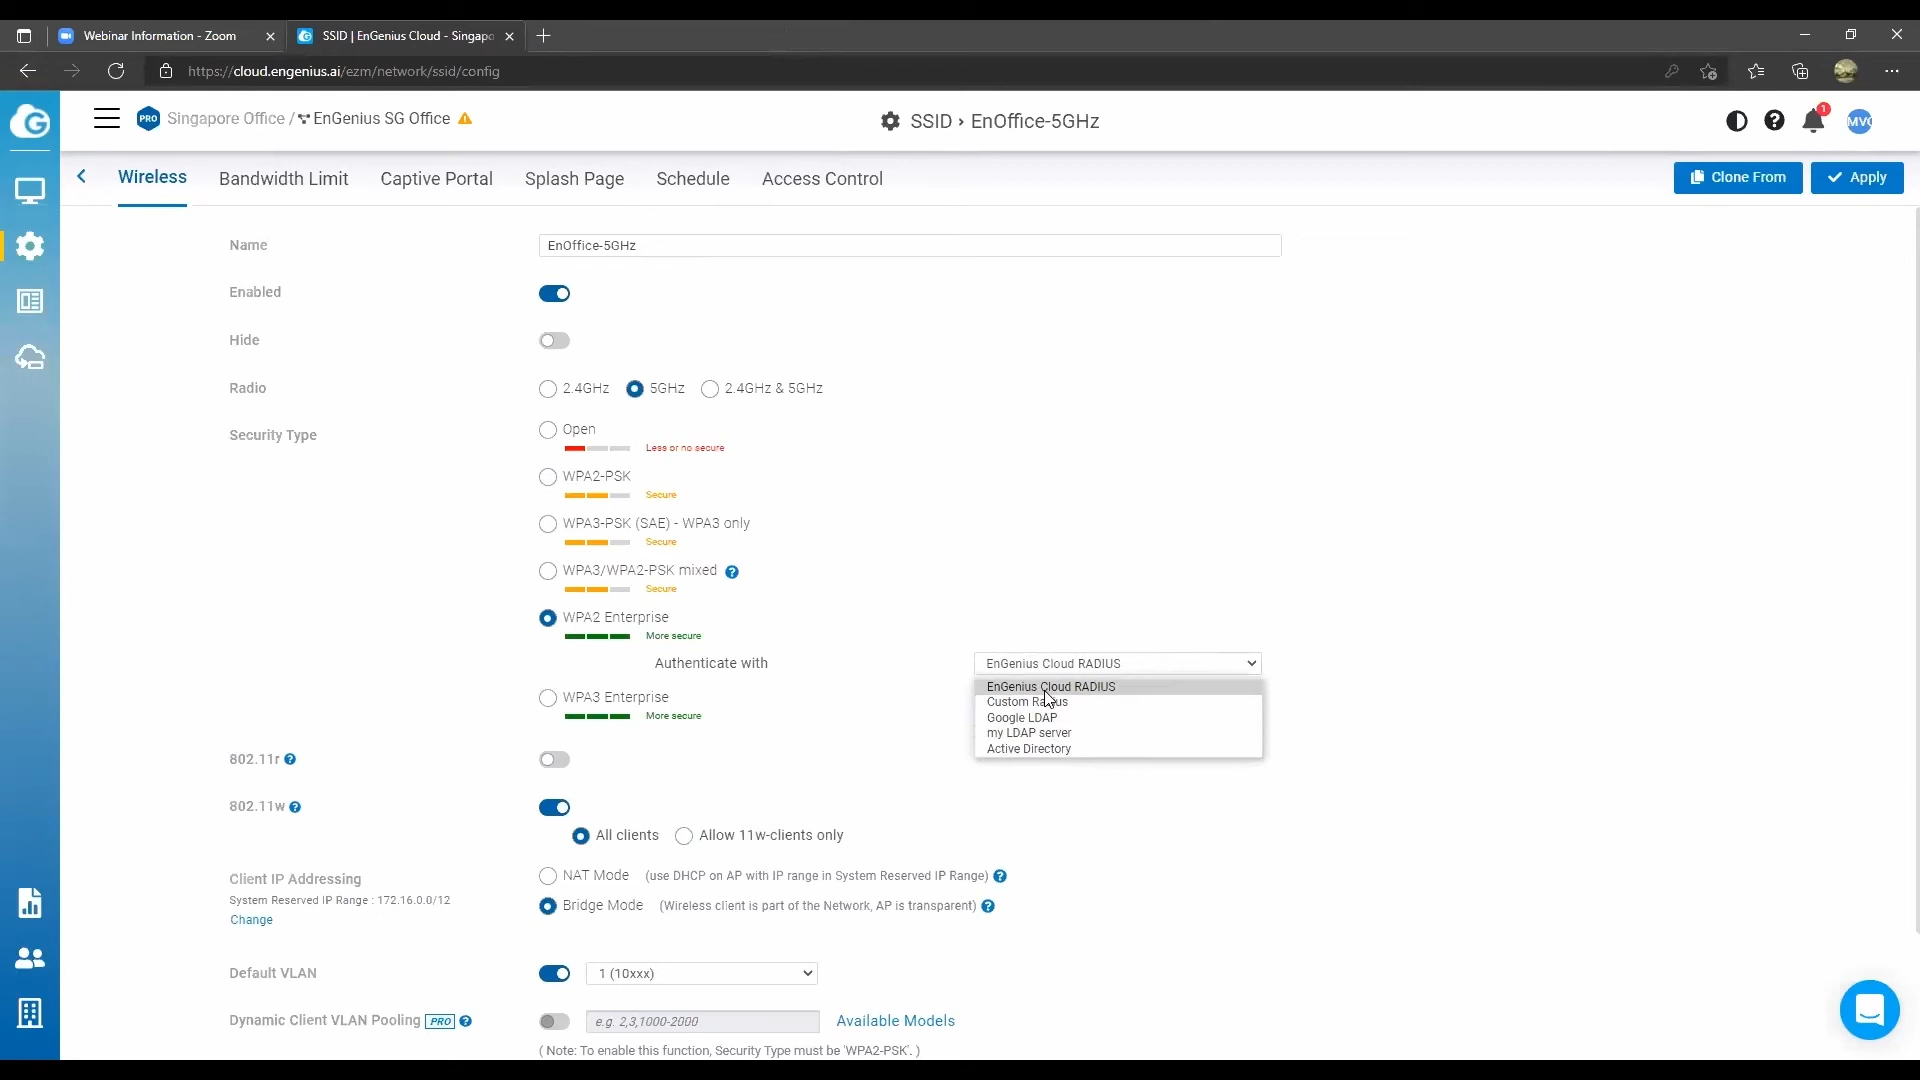 Webinar Information - Zoom
SSID | EnGenius Cloud - Singapo
https://cloud.engenius.ai/ezm/network/ssid/config
PRO Singapore Office / EnGenius SG Office
SSID › EnOffice-5GHz
1
MVC
Wireless
Bandwidth Limit
Captive Portal
Splash Page
Schedule
Access Control
Clone From
Apply
Name
EnOffice-5GHz
Enabled
Hide
Radio
2.4GHz
5GHz
2.4GHz & 5GHz
Security Type
Open
Less or no secure
WPA2-PSK
Secure
WPA3-PSK (SAE) - WPA3 only
Secure
WPA3/WPA2-PSK mixed
Secure
WPA2 Enterprise
More secure
Authenticate with
EnGenius Cloud RADIUS
EnGenius Cloud RADIUS
Custom Radius
Google LDAP
my LDAP server
Active Directory
WPA3 Enterprise
More secure
802.11r
802.11w
All clients
Allow 11w-clients only
Client IP Addressing
System Reserved IP Range : 172.16.0.0/12
Change
NAT Mode (use DHCP on AP with IP range in System Reserved IP Range)
Bridge Mode (Wireless client is part of the Network, AP is transparent)
Default VLAN
1 (10xxx)
Dynamic Client VLAN Pooling PRO
e.g. 2,3,1000-2000
Available Models
( Note: To enable this function, Security Type must be 'WPA2-PSK'. )